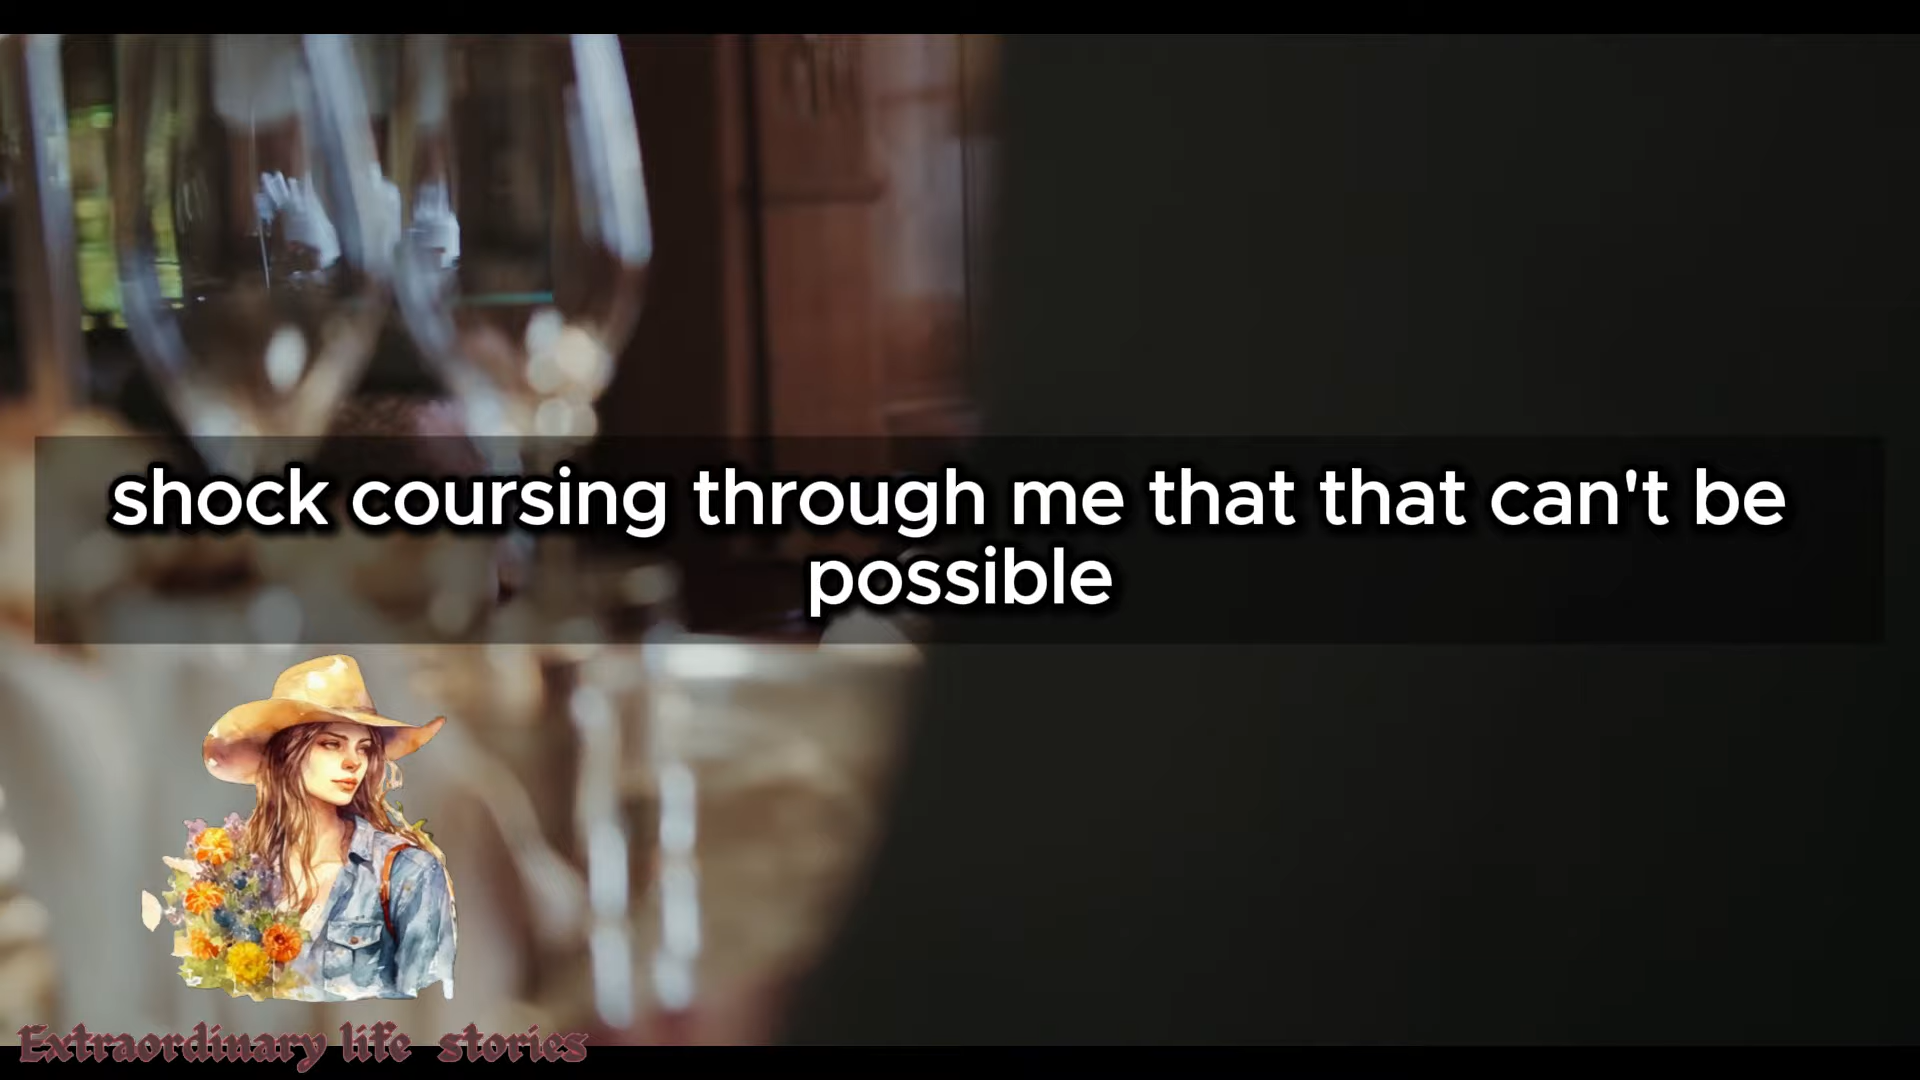 shock coursing through me that that can't be
possible
Extraordinary life stories